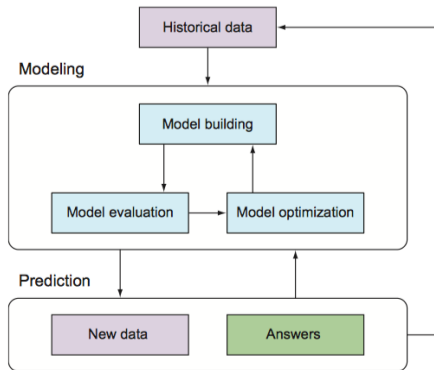 Historical data
Modeling
Model building
Model evaluation
Model optimization
Prediction
New data
Answers